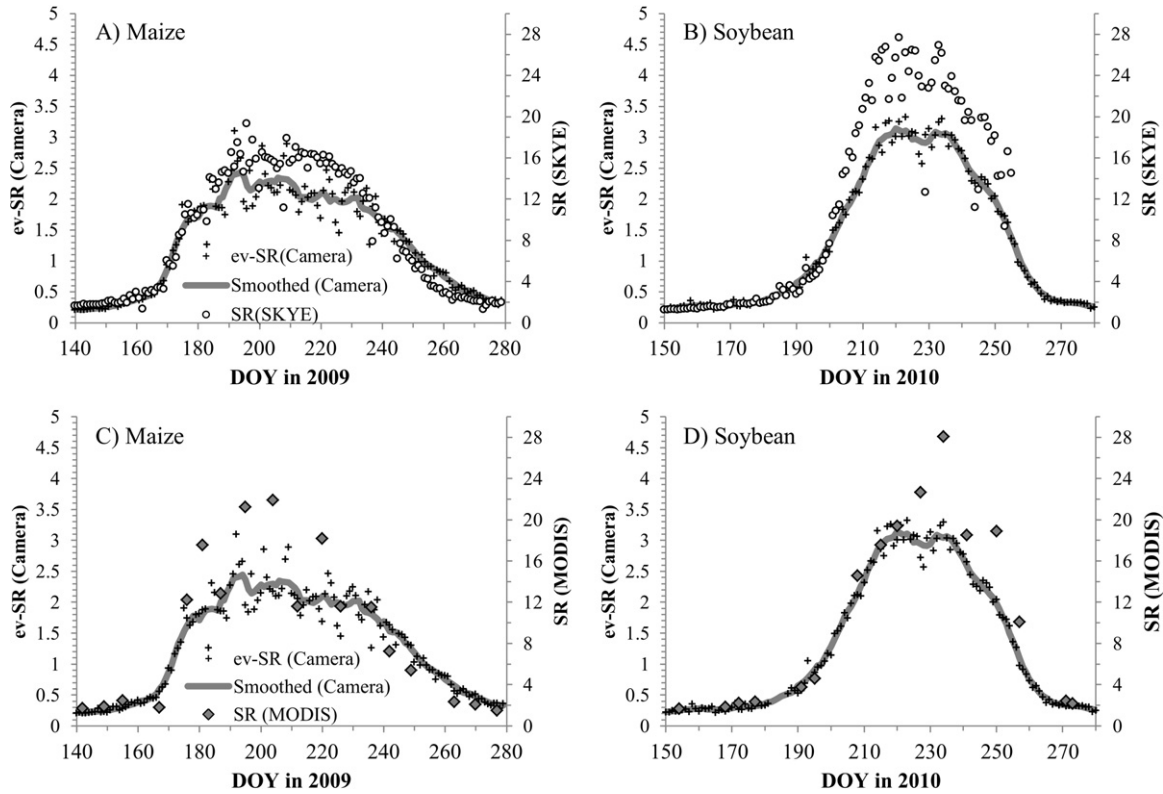 A) Maize
ev-SR (Camera)
5
4.5
4
3.5
3
2.5
2
1.5
1
0.5
0
28
24
20
16
12
8
4
0
SR (SKYE)
ev-SR(Camera)
Smoothed (Camera)
SR(SKYE)
140 160 180 200 220 240 260 280
DOY in 2009
B) Soybean
ev-SR (Camera)
5
4.5
4
3.5
3
2.5
2
1.5
1
0.5
0
28
24
20
16
12
8
4
0
SR (SKYE)
150 170 190 210 230 250 270
DOY in 2010
C) Maize
ev-SR (Camera)
5
4.5
4
3.5
3
2.5
2
1.5
1
0.5
0
28
24
20
16
12
8
4
0
SR (MODIS)
ev-SR (Camera)
Smoothed (Camera)
SR (MODIS)
140 160 180 200 220 240 260 280
DOY in 2009
D) Soybean
ev-SR (Camera)
5
4.5
4
3.5
3
2.5
2
1.5
1
0.5
0
28
24
20
16
12
8
4
0
SR (MODIS)
150 170 190 210 230 250 270
DOY in 2010